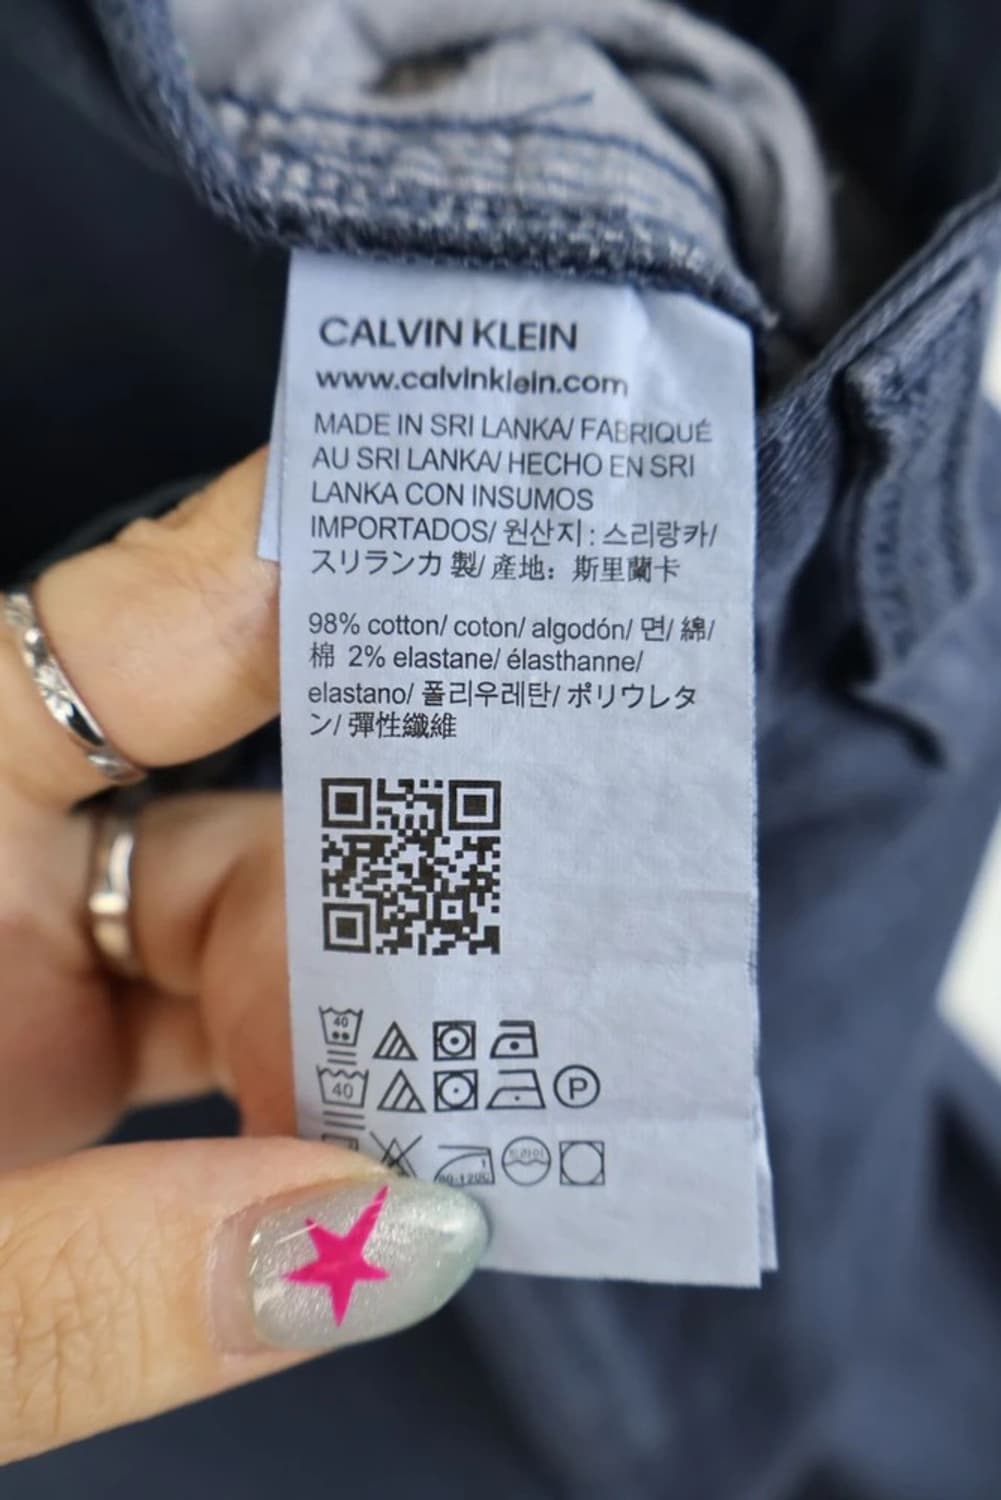 CALVIN KLEIN
www.calvinklein.com
MADE IN SRI LANKA/ FABRIQUÉ
AU SRI LANKA/ HECHO EN SRI
LANKA CON INSUMOS
IMPORTADOS/ 원산지 : 스리랑카/
スリランカ 製/ 產地： 斯里蘭卡
98% cotton/ coton/ algodón/ 면/ 綿/
棉 2% elastane/ élasthanne/
elastano/ 폴리우레탄/ ポリウレタ
ン/ 彈性纖維
40
40 P
드라이